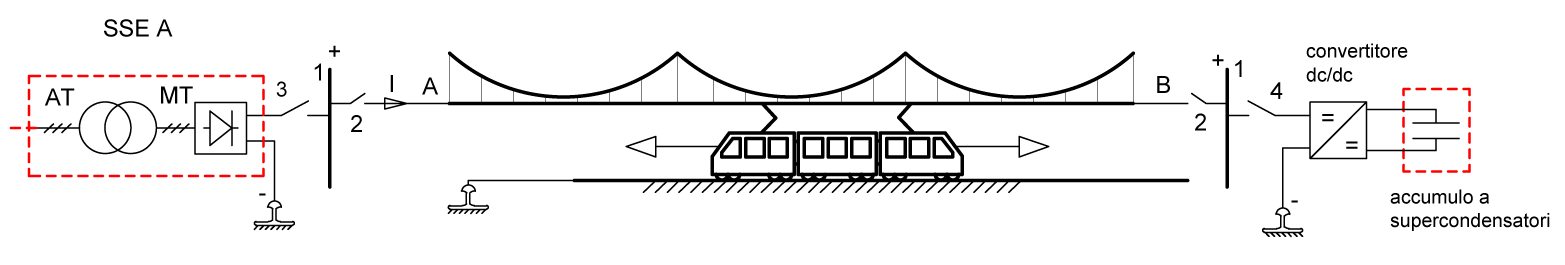 SSE A
AT
MT
3
1
+
2
I
A
-
B
+
1
2
4
convertitore
dc/dc
=
=
-
accumulo a
supercondensatori